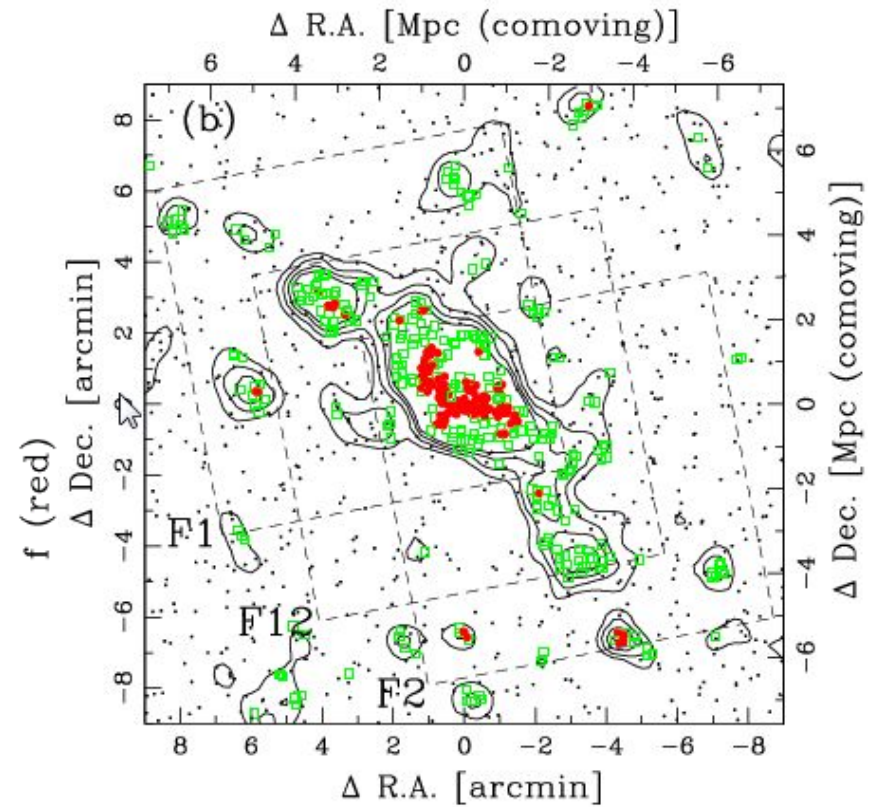 Δ R.A. [Mpc (comoving)]
6 4 2 0 −2 −4 −6
(b)
8
6
4
2
0
−2
−4
−6
−8
f (red)
Δ Dec. [arcmin]
6
4
2
0
−2
−4
−6
Δ Dec. [Mpc (comoving)]
F1
F12
F2
8 6 4 2 0 −2 −4 −6 −8
Δ R.A. [arcmin]